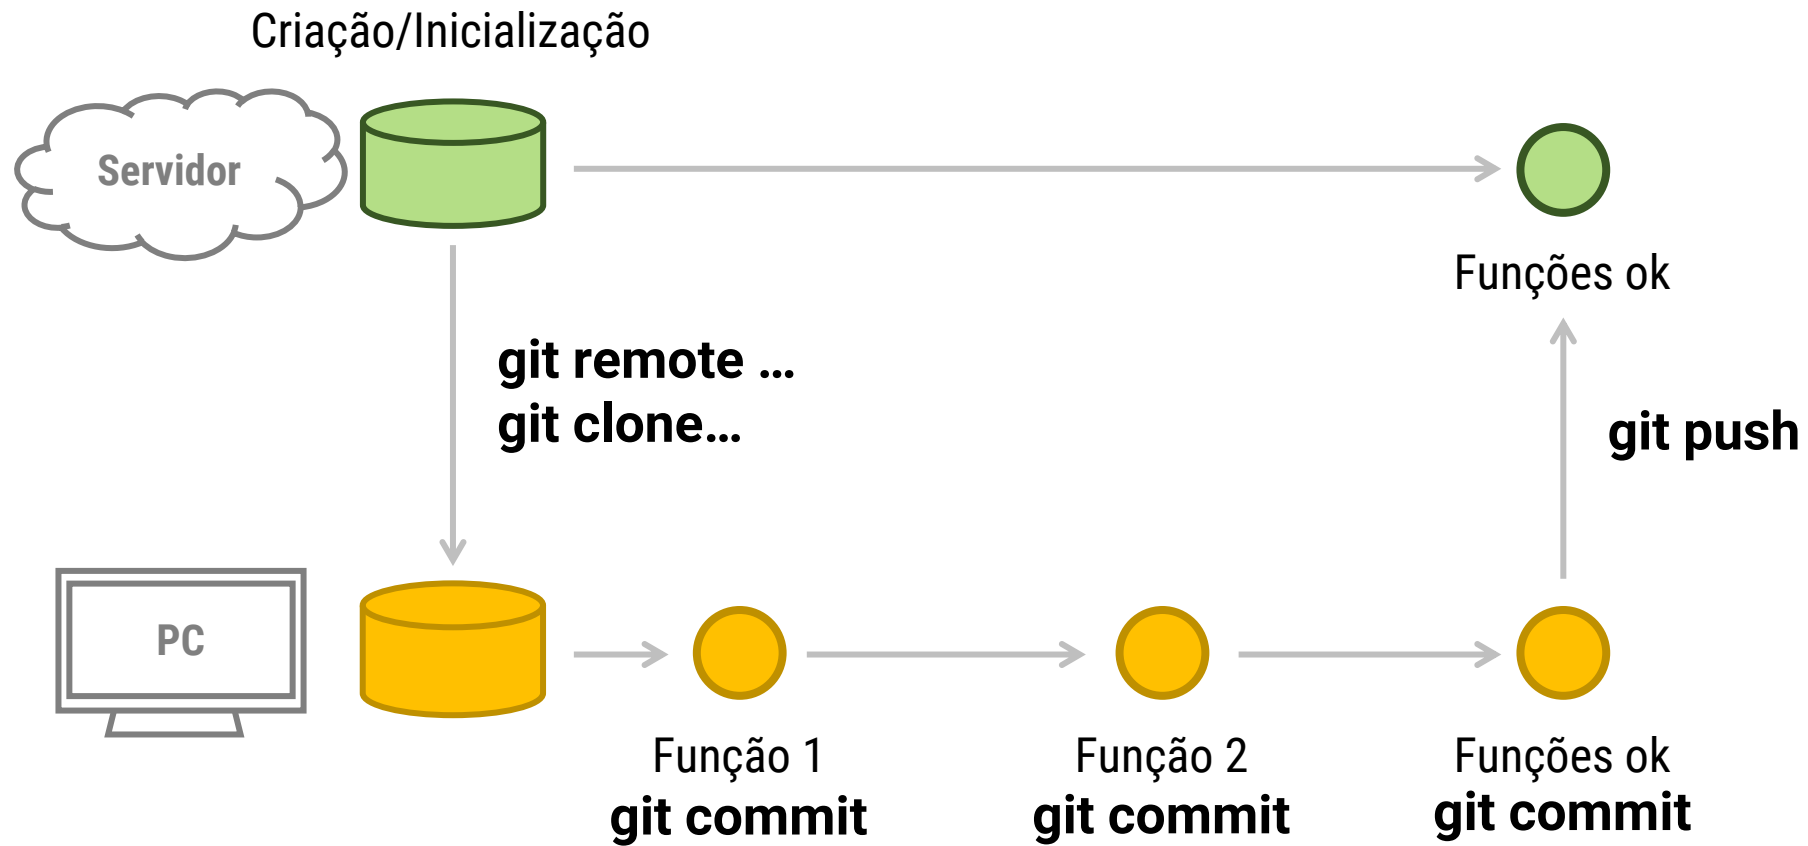 Criação/Inicialização
Servidor
Funções ok
git remote ...
git clone...
git push
PC
Função 1
git commit
Função 2
git commit
Funções ok
git commit